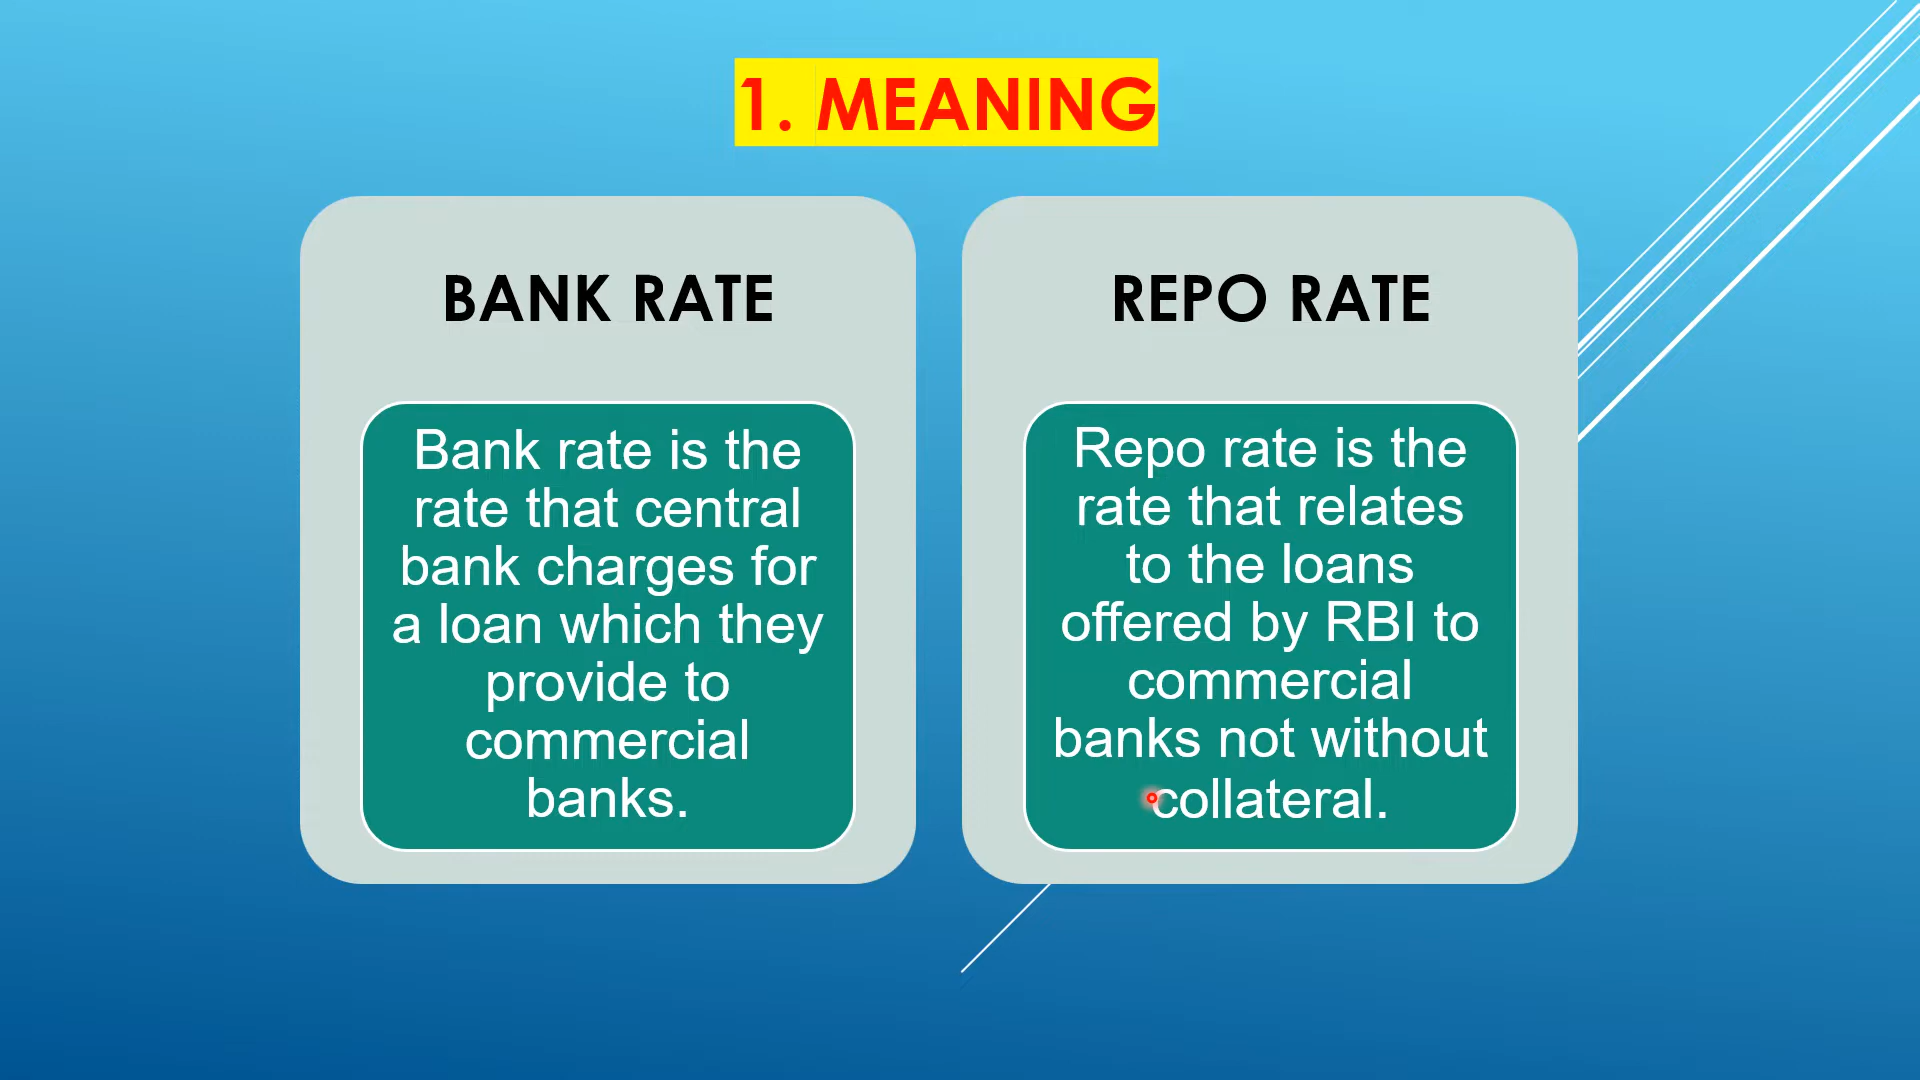 1. MEANING
BANK RATE
Bank rate is the
rate that central
bank charges for
a loan which they
provide to
commercial
banks.
REPO RATE
Repo rate is the
rate that relates
to the loans
offered by RBI to
commercial
banks not without
collateral.